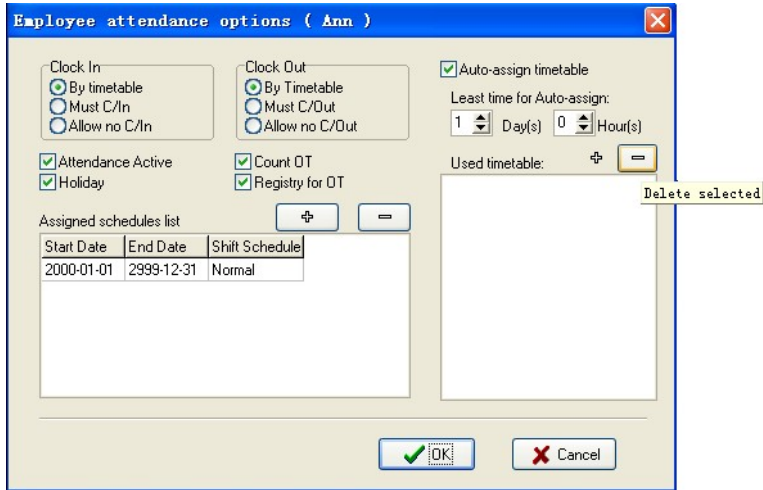 Employee attendance options ( Ann )
Clock In
By timetable
Must C/In
Allow no C/In
Clock Out
By Timetable
Must C/Out
Allow no C/Out
Attendance Active
Count OT
Holiday
Registry for OT
Assigned schedules list
Start Date End Date Shift Schedule
2000-01-01 2999-12-31 Normal
Auto-assign timetable
Least time for Auto-assign:
1 Day(s) 0 Hour(s)
Used timetable:
Delete selected
OK
Cancel